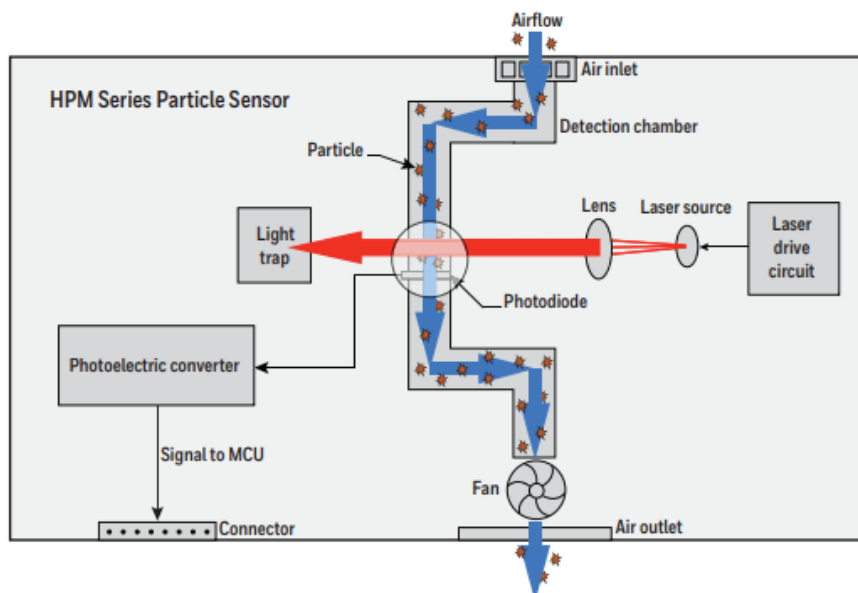 Airflow
Air inlet
HPM Series Particle Sensor
Detection chamber
Particle
Lens
Laser source
Light
trap
Laser
drive
circuit
Photodiode
Photoelectric converter
Signal to MCU
Fan
Connector
Air outlet